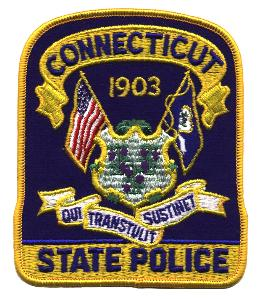 CONNECTICUT
1903
QUI TRANSTULIT SUSTINET
STATE POLICE